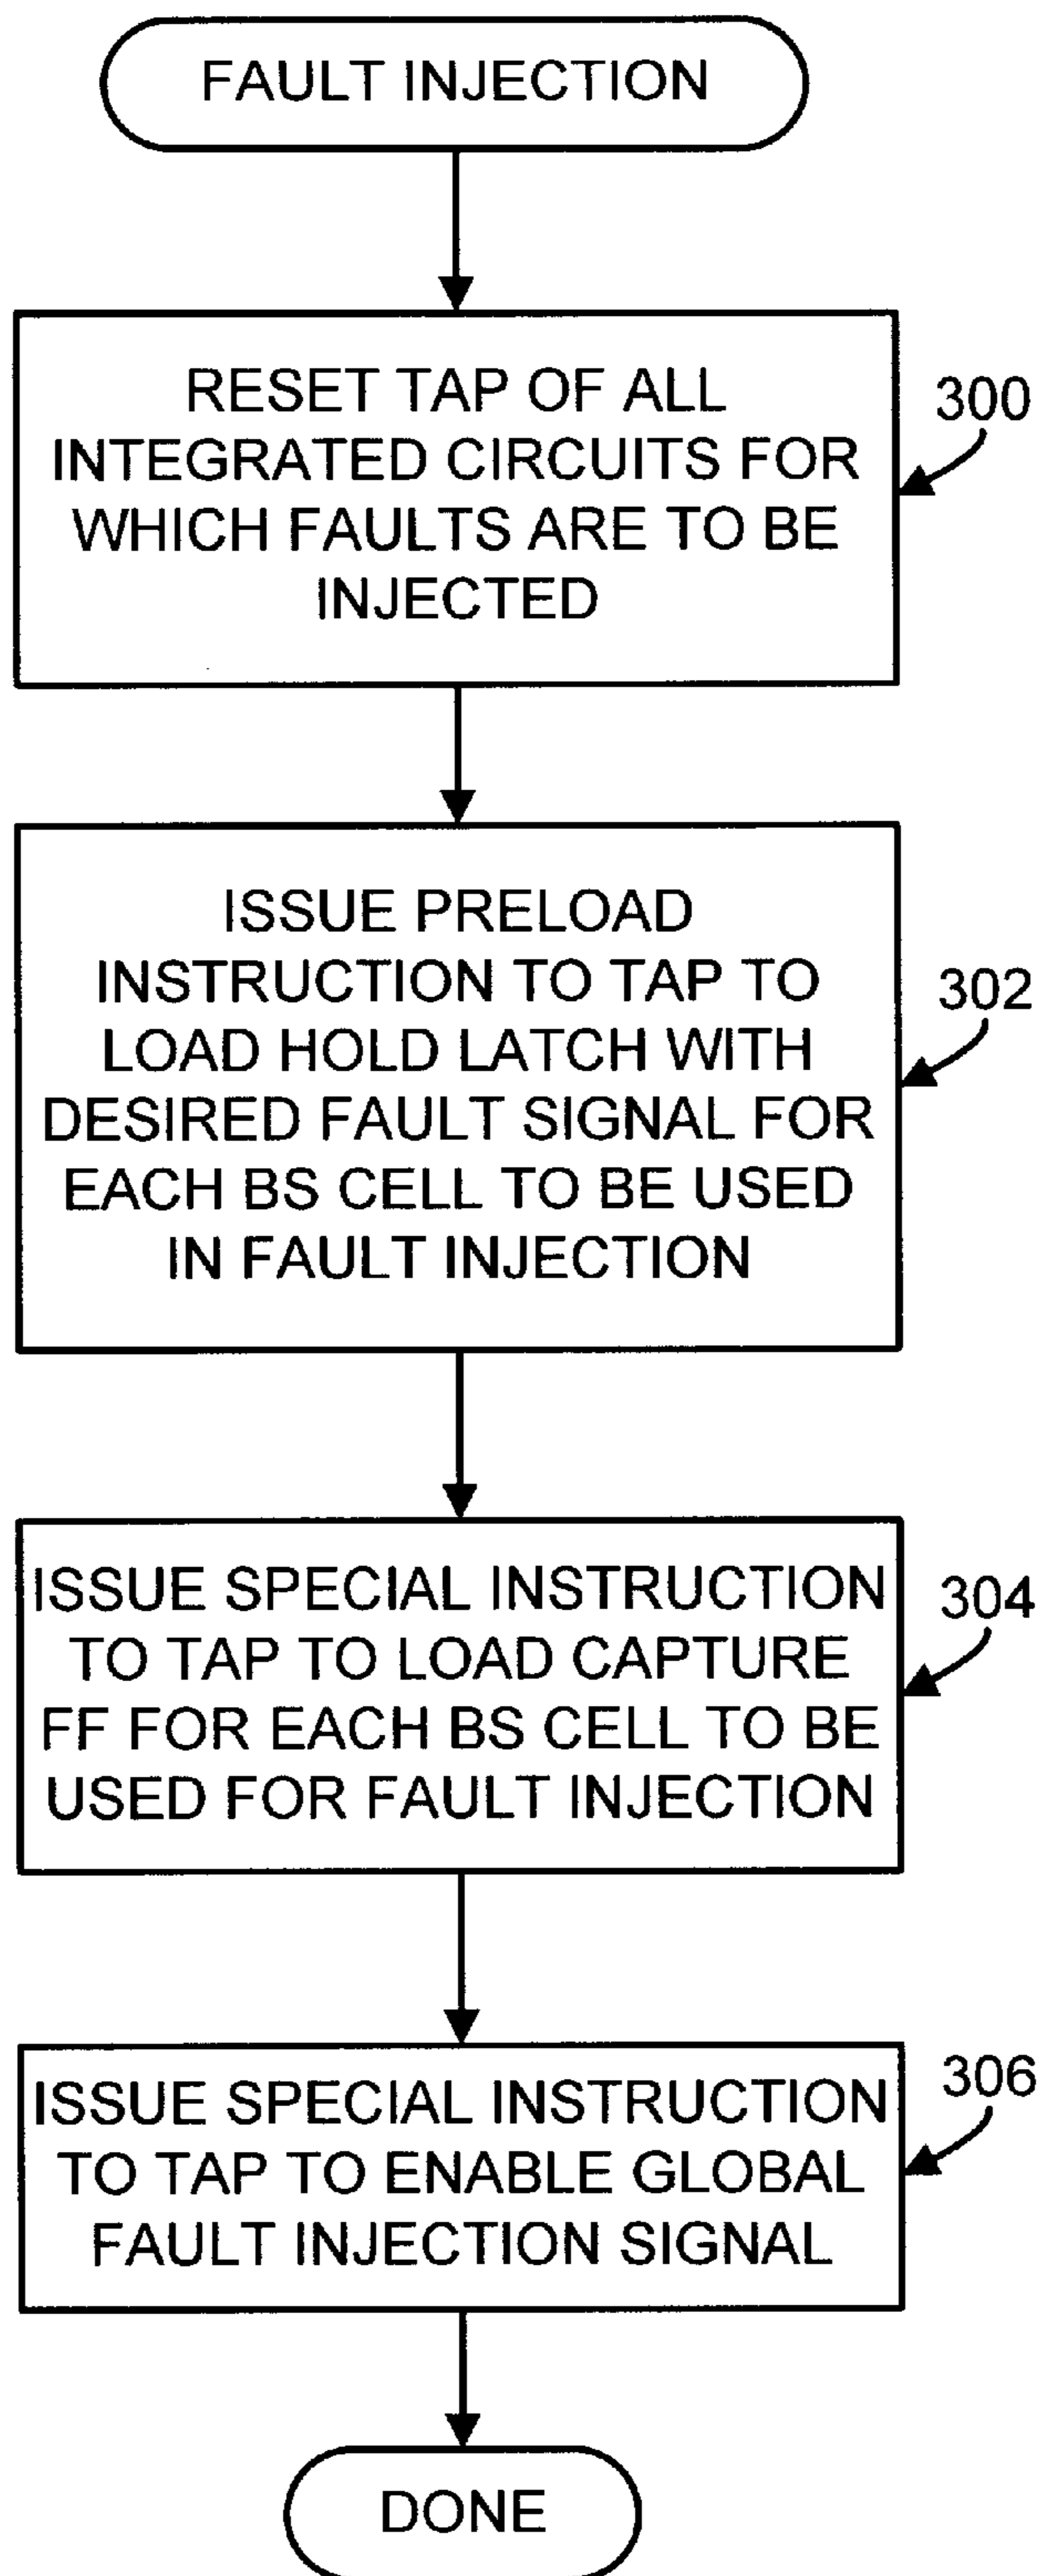 FAULT INJECTION
RESET TAP OF ALL
INTEGRATED CIRCUITS FOR
WHICH FAULTS ARE TO BE
INJECTED
300
ISSUE PRELOAD
INSTRUCTION TO TAP TO
LOAD HOLD LATCH WITH
DESIRED FAULT SIGNAL FOR
EACH BS CELL TO BE USED
IN FAULT INJECTION
302
ISSUE SPECIAL INSTRUCTION
TO TAP TO LOAD CAPTURE
FF FOR EACH BS CELL TO BE
USED FOR FAULT INJECTION
304
ISSUE SPECIAL INSTRUCTION
TO TAP TO ENABLE GLOBAL
FAULT INJECTION SIGNAL
306
DONE